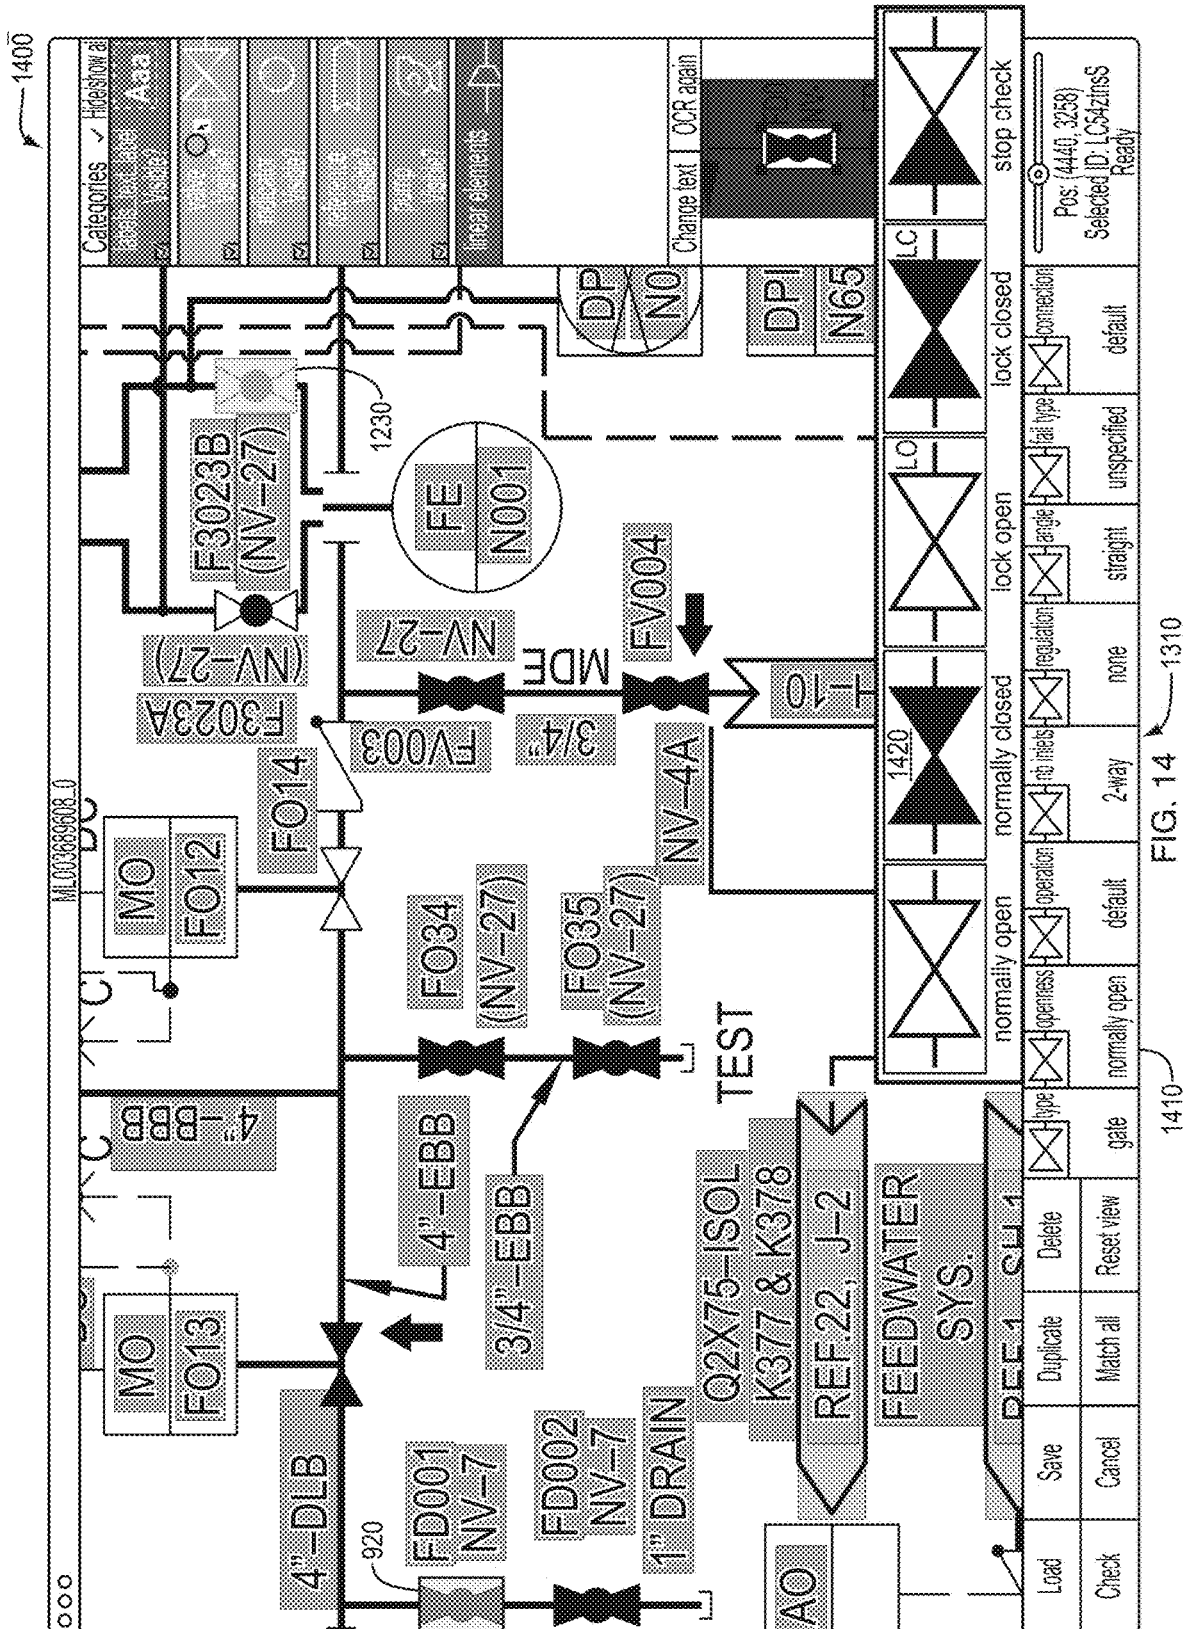 1400
ML003689608_0
Categories ✓ Hide/show al
Aaa
linear elements
Change text
OCR again
MO
FO13
MO
FO12
DC
C
C
4"–BBB
4"–DLB
4"–EBB
3/4"–EBB
FO14
F3023A
(NV–27)
F3023B
(NV–27)
1230
FE
N001
DP
N0
DPI
N65
920
FD001
NV–7
FD002
NV–7
1" DRAIN
FO34
(NV–27)
FO35
(NV–27)
TEST
FV003
NV–27
3/4"
MDE
FV004
NV–4A
T–10
Q2X75–ISOL
K377 & K378
REF.22, J–2
FEEDWATER
SYS.
AO
1420
LO
LC
normally open
normally closed
lock open
lock closed
stop check
Load
Save
Duplicate
Delete
Check
Cancel
Match all
Reset view
type
gate
openness
normally open
operation
default
nb inlets
2-way
regulation
none
angle
straight
fail type
unspecified
connection
default
Pos: (4440, 3258)
Selected ID: LC54zInsS
Ready
1410
FIG. 14
1310